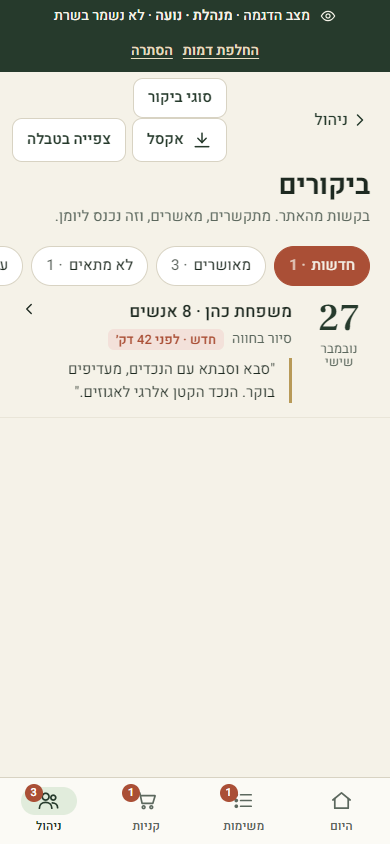 מצב הדגמה · מנהלת · נועה · לא נשמר בשרת
החלפת דמות הסתרה
ניהול
סוגי ביקור
אקסל
צפייה בטבלה
ביקורים
בקשות מהאתר. מתקשרים, מאשרים, וזה נכנס ליומן.
חדשות · 1
מאושרים · 3
לא מתאים · 1
27
נובמבר
שישי
משפחת כהן · 8 אנשים
סיור בחווה
חדש · לפני 42 דק'
"סבא וסבתא עם הנכדים, מעדיפים
בוקר. הנכד הקטן אלרגי לאגוזים."
היום
משימות 1
קניות 1
ניהול 3